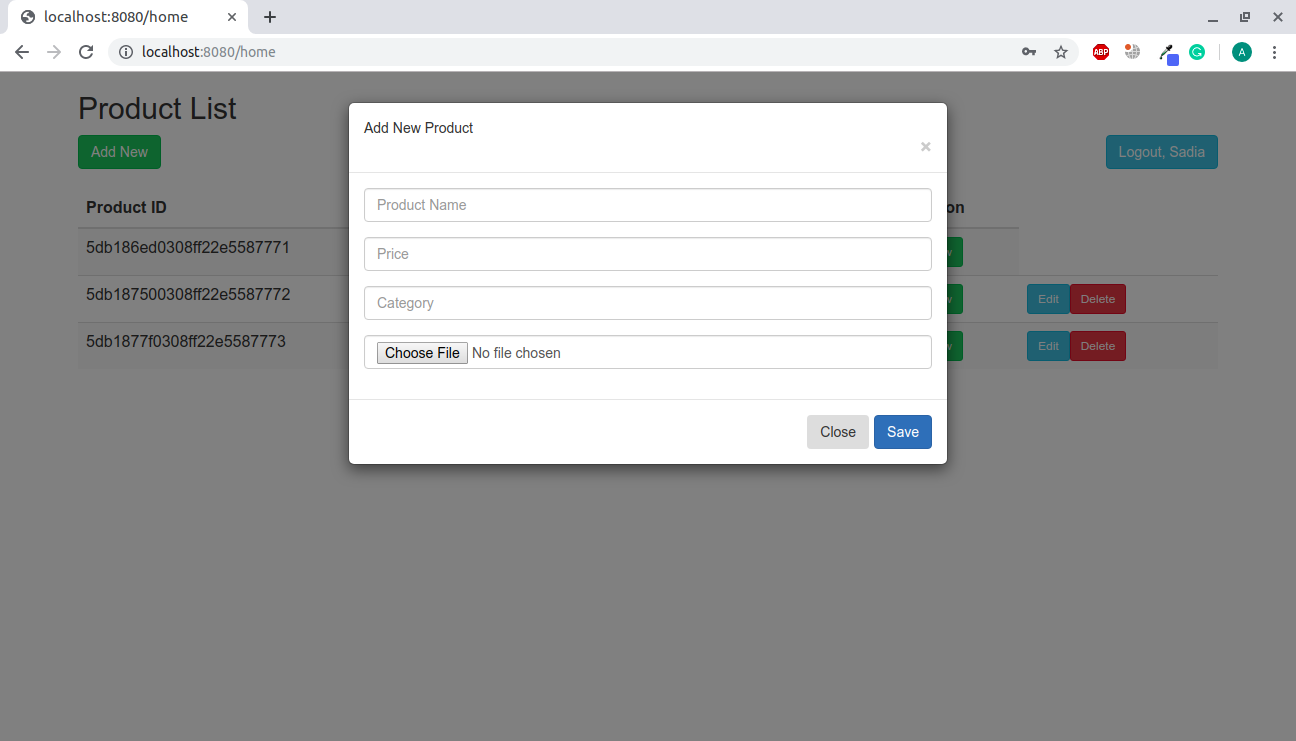 localhost:8080/home
localhost:8080/home
ABP
A
Product List
Add New
Logout, Sadia
Product ID
5db186ed0308ff22e5587771
5db187500308ff22e5587772
Edit Delete
5db1877f0308ff22e5587773
Edit Delete
Add New Product
×
Product Name
Price
Category
Choose File No file chosen
Close Save